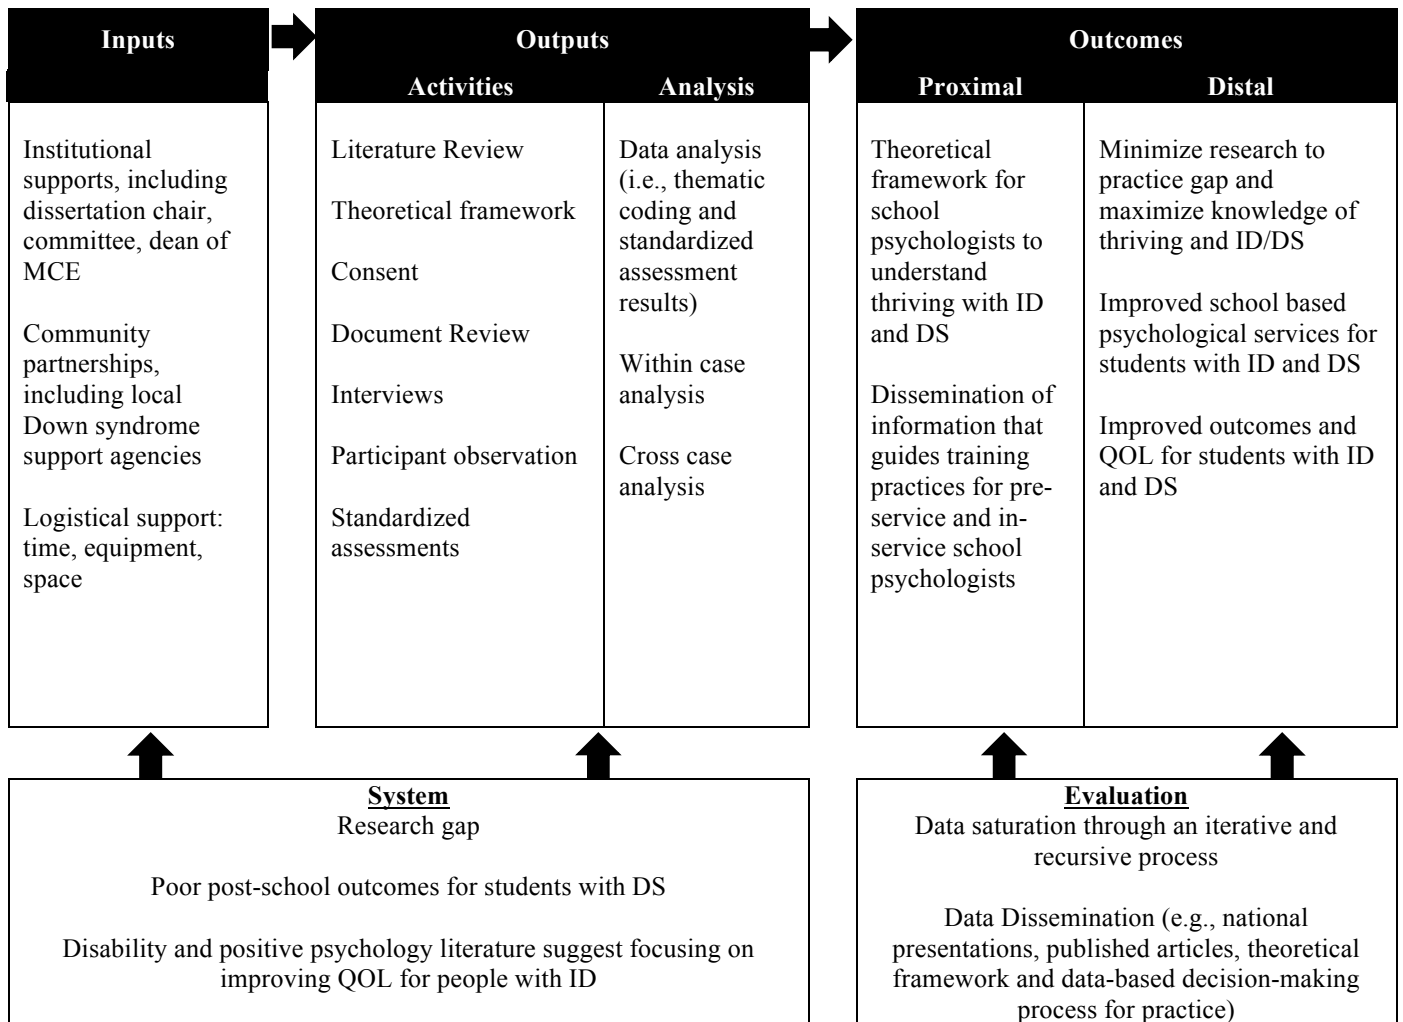 Inputs
Outputs
Outcomes
Activities
Analysis
Proximal
Distal
Institutional
supports, including
dissertation chair,
committee, dean of
MCE
Community
partnerships,
including local
Down syndrome
support agencies
Logistical support:
time, equipment,
space
Literature Review
Theoretical framework
Consent
Document Review
Interviews
Participant observation
Standardized
assessments
Data analysis
(i.e., thematic
coding and
standardized
assessment
results)
Within case
analysis
Cross case
analysis
Theoretical
framework for
school
psychologists to
understand
thriving with ID
and DS
Dissemination of
information that
guides training
practices for pre-
service and in-
service school
psychologists
Minimize research to
practice gap and
maximize knowledge of
thriving and ID/DS
Improved school based
psychological services for
students with ID and DS
Improved outcomes and
QOL for students with ID
and DS
System
Research gap
Poor post-school outcomes for students with DS
Disability and positive psychology literature suggest focusing on
improving QOL for people with ID
Evaluation
Data saturation through an iterative and
recursive process
Data Dissemination (e.g., national
presentations, published articles, theoretical
framework and data-based decision-making
process for practice)